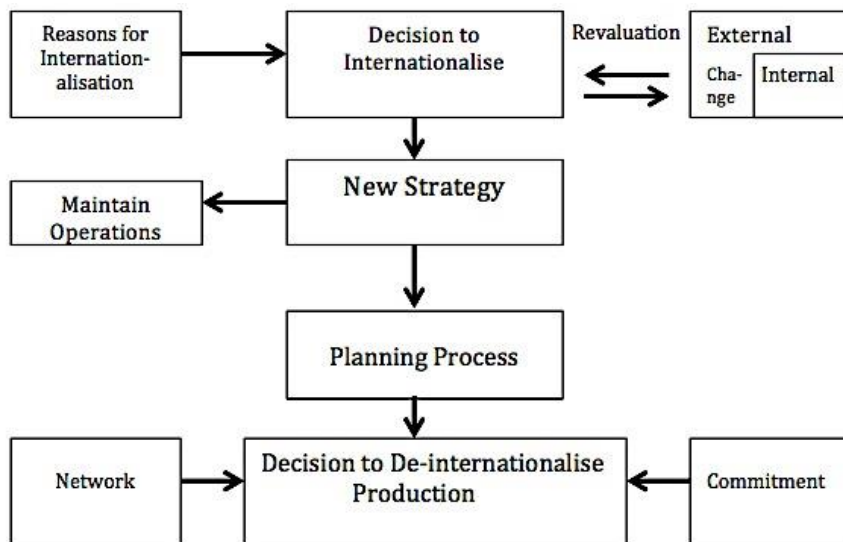 Reasons for
Internation-
alisation
Decision to
Internationalise
Revaluation
External
Cha-
nge
Internal
New Strategy
Maintain
Operations
Planning Process
Network
Decision to De-internationalise
Production
Commitment